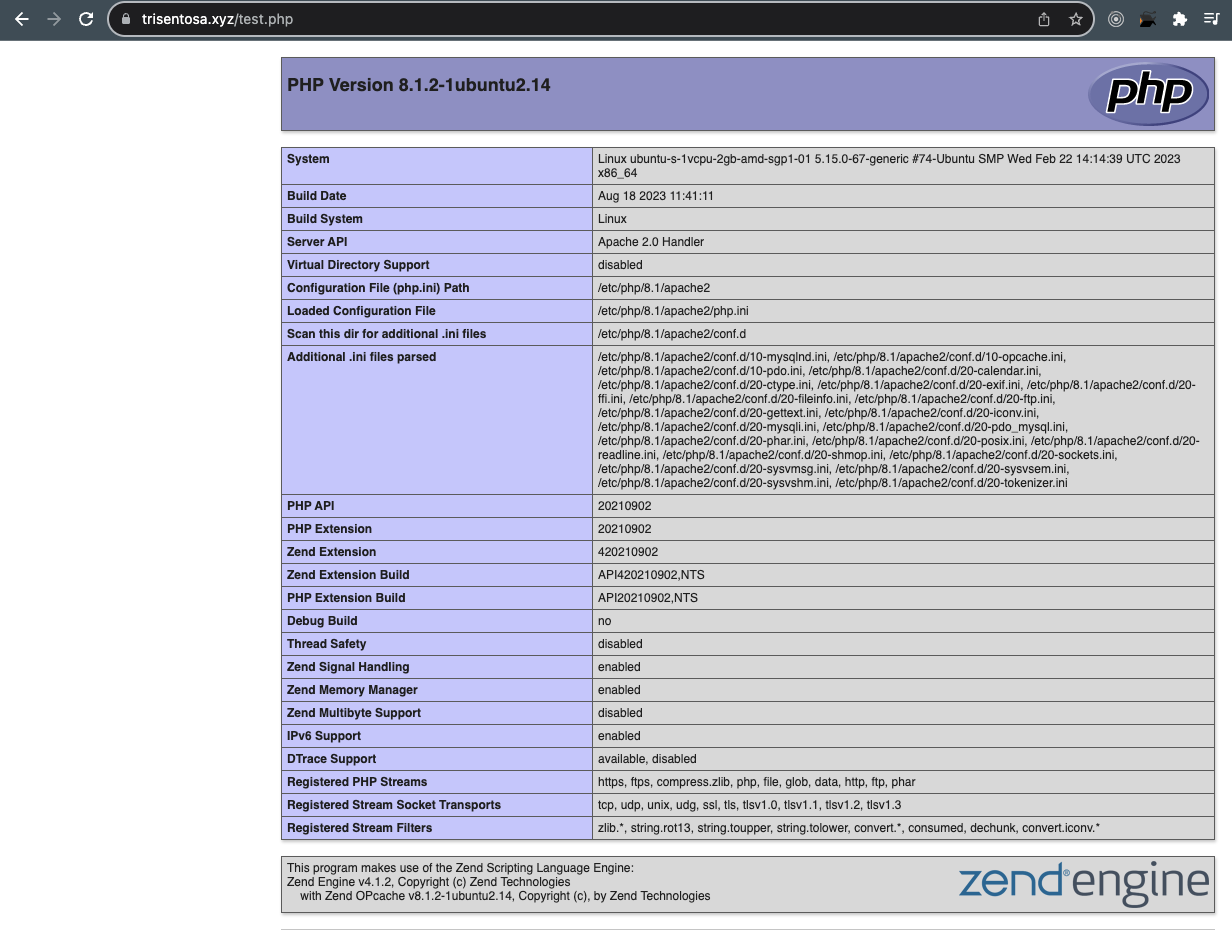 trisentosa.xyz/test.php
PHP Version 8.1.2-1ubuntu2.14
php
System
Linux ubuntu-s-1vcpu-2gb-amd-sgp1-01 5.15.0-67-generic #74-Ubuntu SMP Wed Feb 22 14:14:39 UTC 2023
x86_64
Build Date
Aug 18 2023 11:41:11
Build System
Linux
Server API
Apache 2.0 Handler
Virtual Directory Support
disabled
Configuration File (php.ini) Path
/etc/php/8.1/apache2
Loaded Configuration File
/etc/php/8.1/apache2/php.ini
Scan this dir for additional .ini files
/etc/php/8.1/apache2/conf.d
Additional .ini files parsed
/etc/php/8.1/apache2/conf.d/10-mysqlnd.ini, /etc/php/8.1/apache2/conf.d/10-opcache.ini,
/etc/php/8.1/apache2/conf.d/10-pdo.ini, /etc/php/8.1/apache2/conf.d/20-calendar.ini,
/etc/php/8.1/apache2/conf.d/20-ctype.ini, /etc/php/8.1/apache2/conf.d/20-exif.ini, /etc/php/8.1/apache2/conf.d/20-
ffi.ini, /etc/php/8.1/apache2/conf.d/20-fileinfo.ini, /etc/php/8.1/apache2/conf.d/20-ftp.ini,
/etc/php/8.1/apache2/conf.d/20-gettext.ini, /etc/php/8.1/apache2/conf.d/20-iconv.ini,
/etc/php/8.1/apache2/conf.d/20-mysqli.ini, /etc/php/8.1/apache2/conf.d/20-pdo_mysql.ini,
/etc/php/8.1/apache2/conf.d/20-phar.ini, /etc/php/8.1/apache2/conf.d/20-posix.ini, /etc/php/8.1/apache2/conf.d/20-
readline.ini, /etc/php/8.1/apache2/conf.d/20-shmop.ini, /etc/php/8.1/apache2/conf.d/20-sockets.ini,
/etc/php/8.1/apache2/conf.d/20-sysvmsg.ini, /etc/php/8.1/apache2/conf.d/20-sysvsem.ini,
/etc/php/8.1/apache2/conf.d/20-sysvshm.ini, /etc/php/8.1/apache2/conf.d/20-tokenizer.ini
PHP API
20210902
PHP Extension
20210902
Zend Extension
420210902
Zend Extension Build
API420210902,NTS
PHP Extension Build
API20210902,NTS
Debug Build
no
Thread Safety
disabled
Zend Signal Handling
enabled
Zend Memory Manager
enabled
Zend Multibyte Support
disabled
IPv6 Support
enabled
DTrace Support
available, disabled
Registered PHP Streams
https, ftps, compress.zlib, php, file, glob, data, http, ftp, phar
Registered Stream Socket Transports
tcp, udp, unix, udg, ssl, tls, tlsv1.0, tlsv1.1, tlsv1.2, tlsv1.3
Registered Stream Filters
zlib.*, string.rot13, string.toupper, string.tolower, convert.*, consumed, dechunk, convert.iconv.*
This program makes use of the Zend Scripting Language Engine:
Zend Engine v4.1.2, Copyright (c) Zend Technologies
with Zend OPcache v8.1.2-1ubuntu2.14, Copyright (c), by Zend Technologies
zend® engine